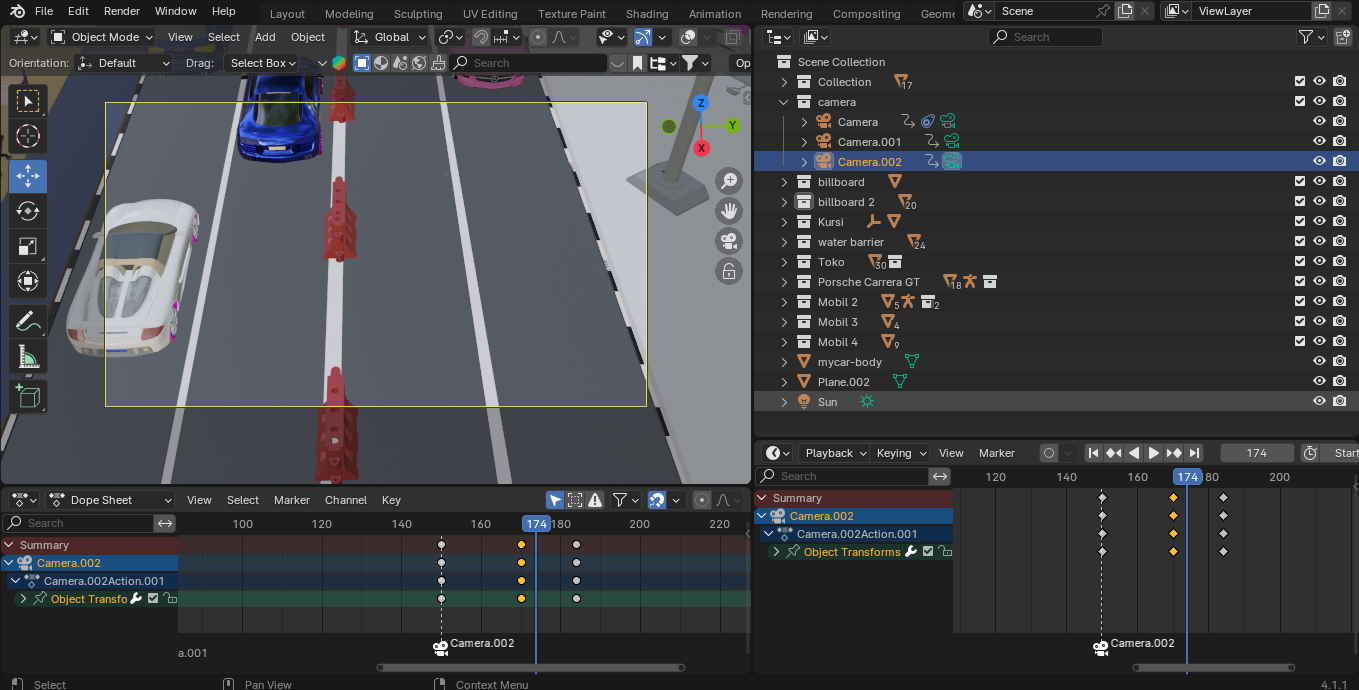 File Edit Render Window Help Layout Modeling Sculpting UV Editing Texture Paint Shading Animation Rendering Compositing Scene ViewLayer
Object Mode View Select Add Object Global
Orientation: Default Drag: Select Box Search Op
Z
Y
X
Search
Scene Collection
Collection 17
camera
Camera
Camera.001
Camera.002
billboard
billboard 2 20
Kursi
water barrier 24
Toko 30
Porsche Carrera GT 18
Mobil 2 5 2
Mobil 3 4
Mobil 4 9
mycar-body
Plane.002
Sun
Dope Sheet View Select Marker Channel Key
Search 100 120 140 160 174 180 200 220
Summary
Camera.002
Camera.002Action.001
Object Transfo
Camera.002
a.001
Playback Keying View Marker 174 Start
Search 120 140 160 174 80 200
Summary
Camera.002
Camera.002Action.001
Object Transforms
Camera.002
Select Pan View Context Menu 4.1.1